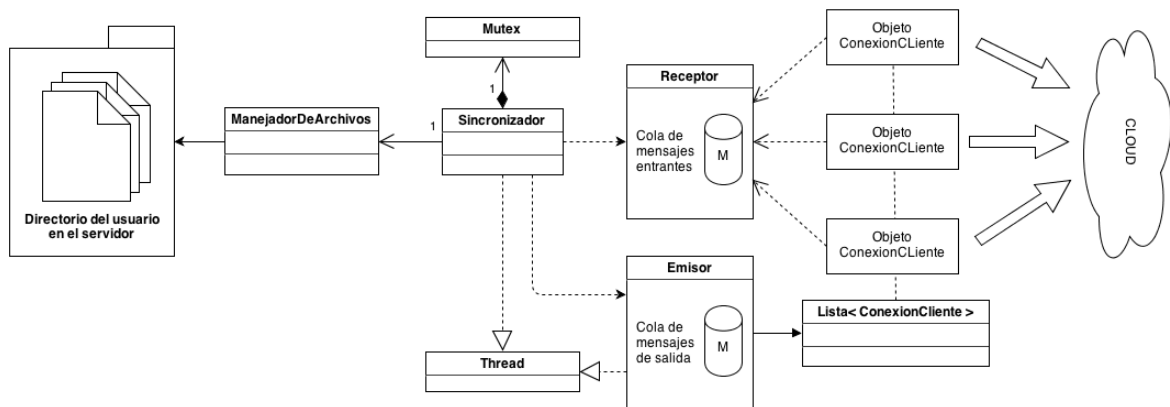 Directorio del usuario
en el servidor
ManejadorDeArchivos
Mutex
1
1
Sincronizador
Thread
Receptor
Cola de
mensajes
entrantes
M
Emisor
Cola de
mensajes
de salida
M
Objeto
ConexionCLiente
Objeto
ConexionCLiente
Objeto
ConexionCLiente
Lista< ConexionCliente >
CLOUD